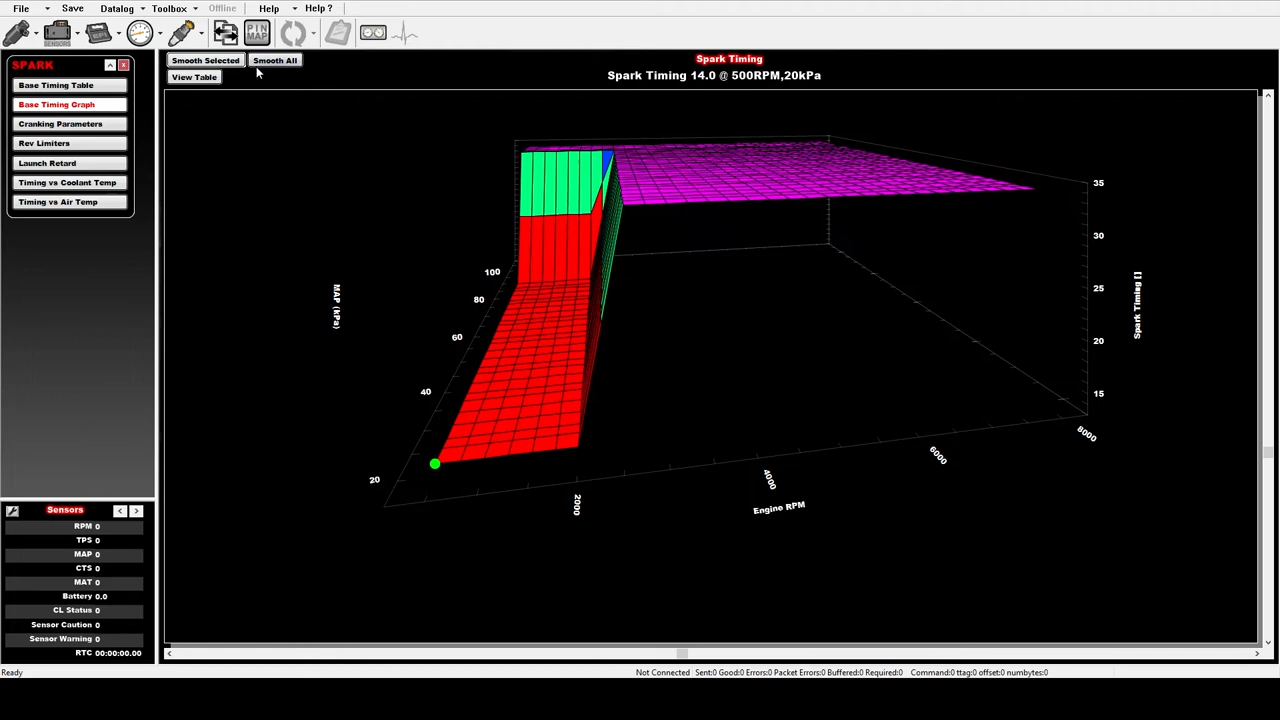 File Save Datalog Toolbox Offline Help Help ?
SENSORS
PIN MAP
SPARK
Base Timing Table
Base Timing Graph
Cranking Parameters
Rev Limiters
Launch Retard
Timing vs Coolant Temp
Timing vs Air Temp
Smooth Selected Smooth All
View Table
Spark Timing
Spark Timing 14.0 @ 500RPM,20kPa
MAP (kPa)
100
80
60
40
20
2000
4000
6000
8000
Engine RPM
35
30
25
20
15
Spark Timing []
Sensors
RPM 0
TPS 0
MAP 0
CTS 0
MAT 0
Battery 0.0
CL Status 0
Sensor Caution 0
Sensor Warning 0
RTC 00:00:00.00
Ready Not Connected Sent:0 Good:0 Errors:0 Packet Errors:0 Buffered:0 Required:0 Command:0 ttag:0 offset:0 numbytes:0